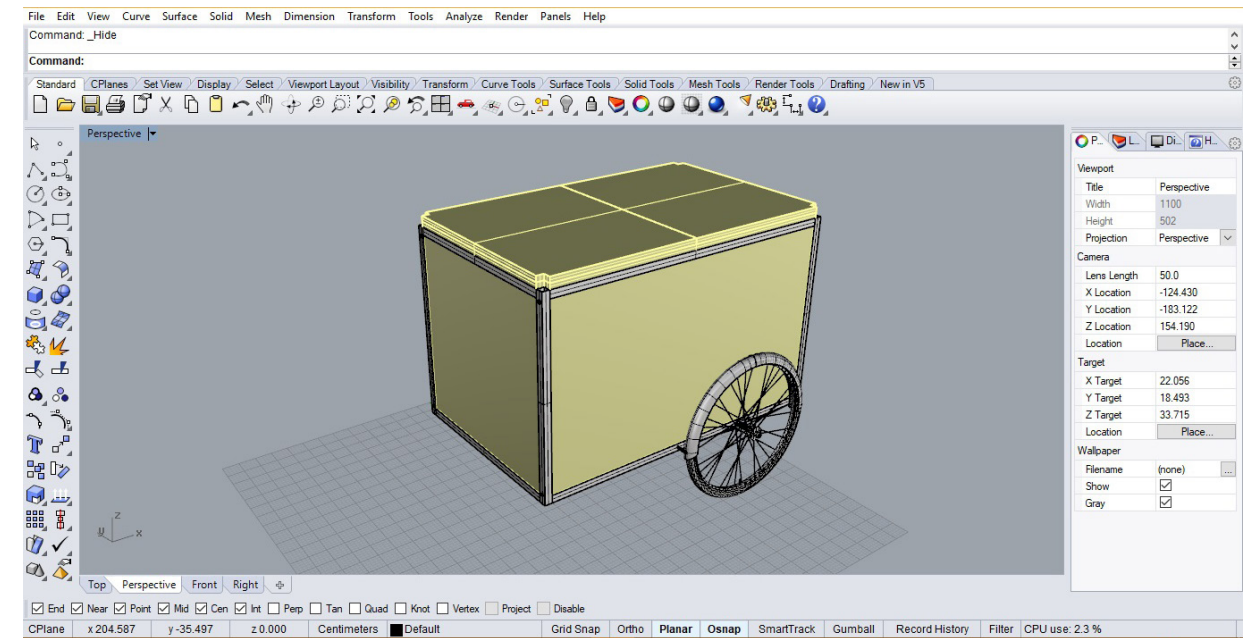 File Edit View Curve Surface Solid Mesh Dimension Transform Tools Analyze Render Panels Help
Command: _Hide
Command:
Standard CPlanes Set View Display Select Viewport Layout Visibility Transform Curve Tools Surface Tools Solid Tools Mesh Tools Render Tools Drafting New in V5
Perspective
P... L... Di... H...
Viewport
Title Perspective
Width 1100
Height 502
Projection Perspective
Camera
Lens Length 50.0
X Location -124.430
Y Location -183.122
Z Location 154.190
Location Place...
Target
X Target 22.056
Y Target 18.493
Z Target 33.715
Location Place...
Wallpaper
Filename (none) ...
Show
Gray
z
y x
Top Perspective Front Right
End Near Point Mid Cen Int Perp Tan Quad Knot Vertex Project Disable
CPlane x 204.587 y -35.497 z 0.000 Centimeters Default Grid Snap Ortho Planar Osnap SmartTrack Gumball Record History Filter CPU use: 2.3 %